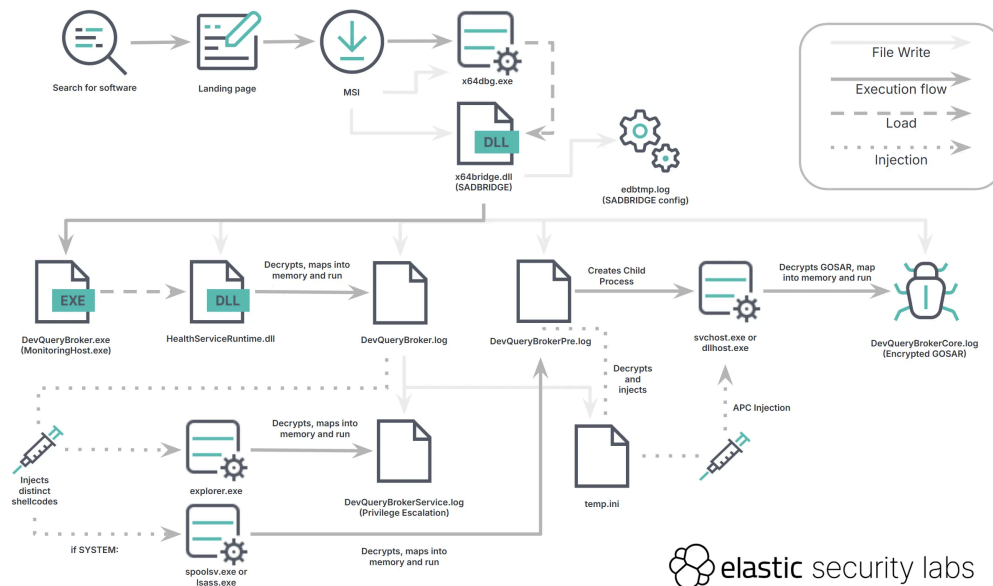 Search for software
Landing page
MSI
x64dbg.exe
File Write
Execution flow
Load
Injection
DLL
x64bridge.dll
(SADBRIDGE)
edbtmp.log
(SADBRIDGE config)
EXE
DevQueryBroker.exe
(MonitoringHost.exe)
DLL
HealthServiceRuntime.dll
Decrypts, maps into
memory and run
DevQueryBroker.log
DevQueryBrokerPre.log
Creates Child
Process
svchost.exe or
dllhost.exe
Decrypts GOSAR, map
into memory and run
DevQueryBrokerCore.log
(Encrypted GOSAR)
Decrypts
and
injects
APC Injection
Injects
distinct
shellcodes
explorer.exe
Decrypts, maps into
memory and run
DevQueryBrokerService.log
(Privilege Escalation)
temp.ini
if SYSTEM:
spoolsv.exe or
lsass.exe
Decrypts, maps into
memory and run
elastic security labs